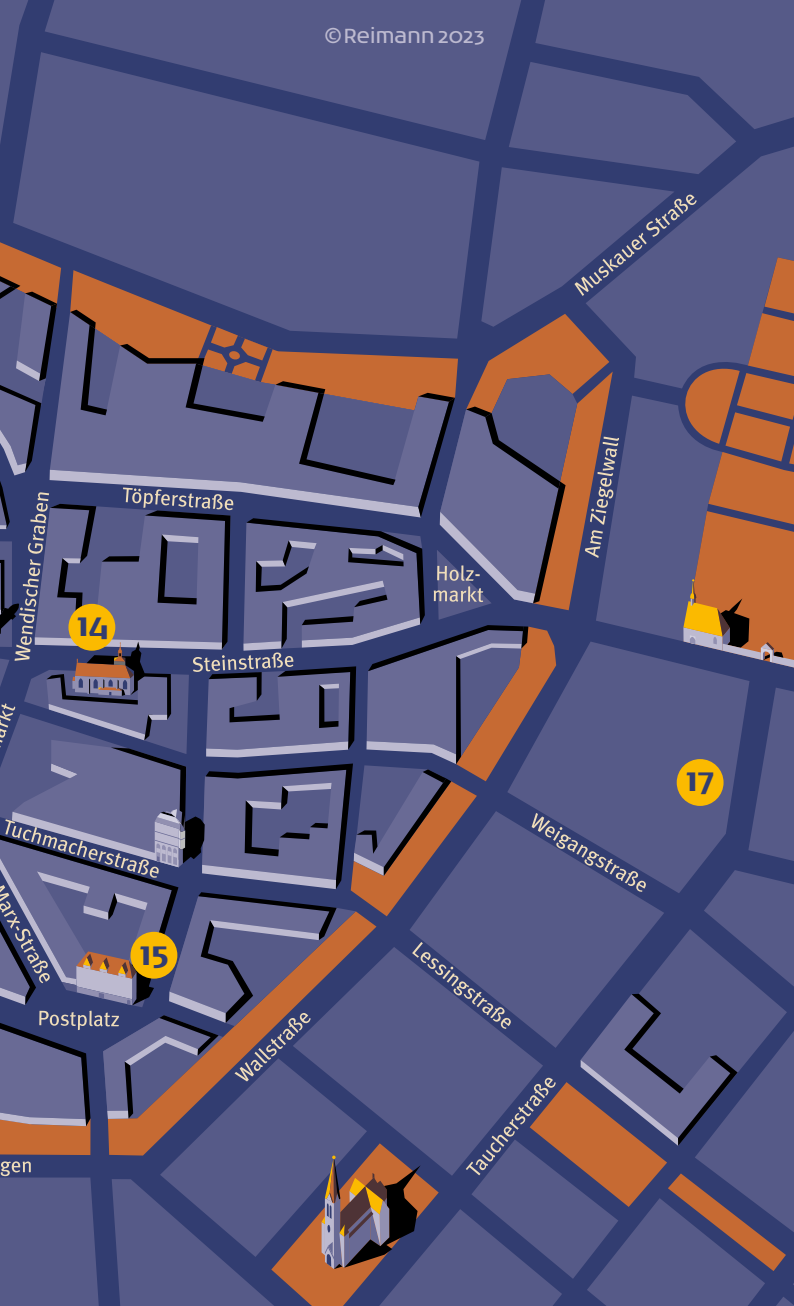 ©Reimann 2023
Muskauer Straße
Am Ziegelwall
Töpferstraße
Wendischer Graben
Holz-
markt
14
Steinstraße
17
Tuchmacherstraße
Weigangstraße
Marx-Straße
15
Lessingstraße
Postplatz
Wallstraße
Taucherstraße
gen